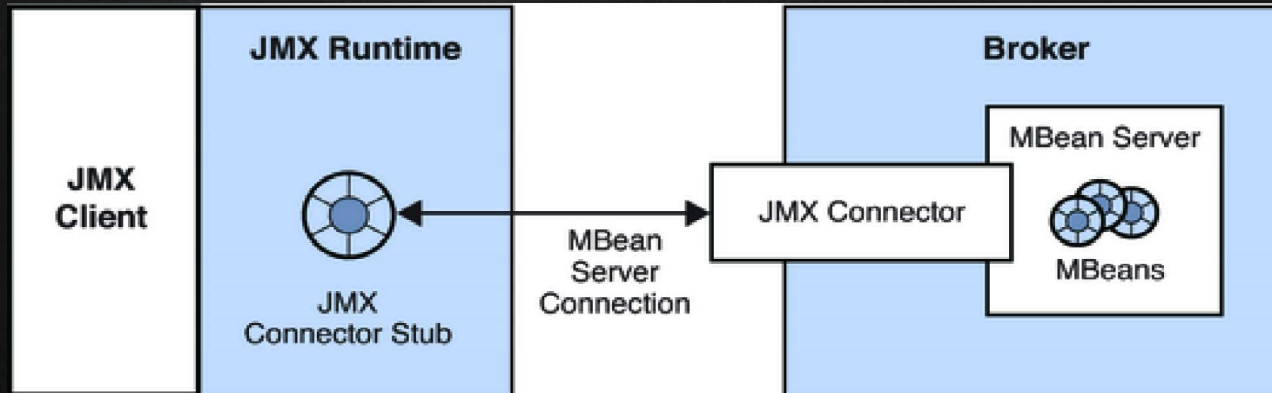 JMX Runtime
Broker
MBean Server
JMX
Client
JMX Connector
MBean
Server
Connection
MBeans
JMX
Connector Stub